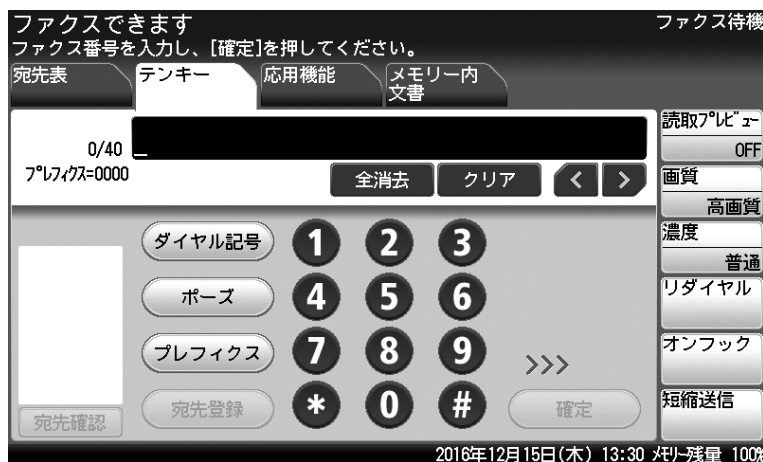 ファクスできます
ファクス待機
ファクス番号を入力し、[確定]を押してください。
宛先表
テンキー
応用機能
メモリー内
文書
0/40
ﾌﾟﾚﾌｨｸｽ=0000
全消去
クリア
<
>
読取ﾌﾟﾚﾋﾞｭｰ
OFF
画質
高画質
濃度
普通
リダイヤル
オンフック
短縮送信
ダイヤル記号
1
2
3
ポーズ
4
5
6
プレフィクス
7
8
9
>>>
宛先確認
宛先登録
*
0
#
確定
2016年12月15日(木) 13:30 ﾒﾓﾘｰ残量 100%